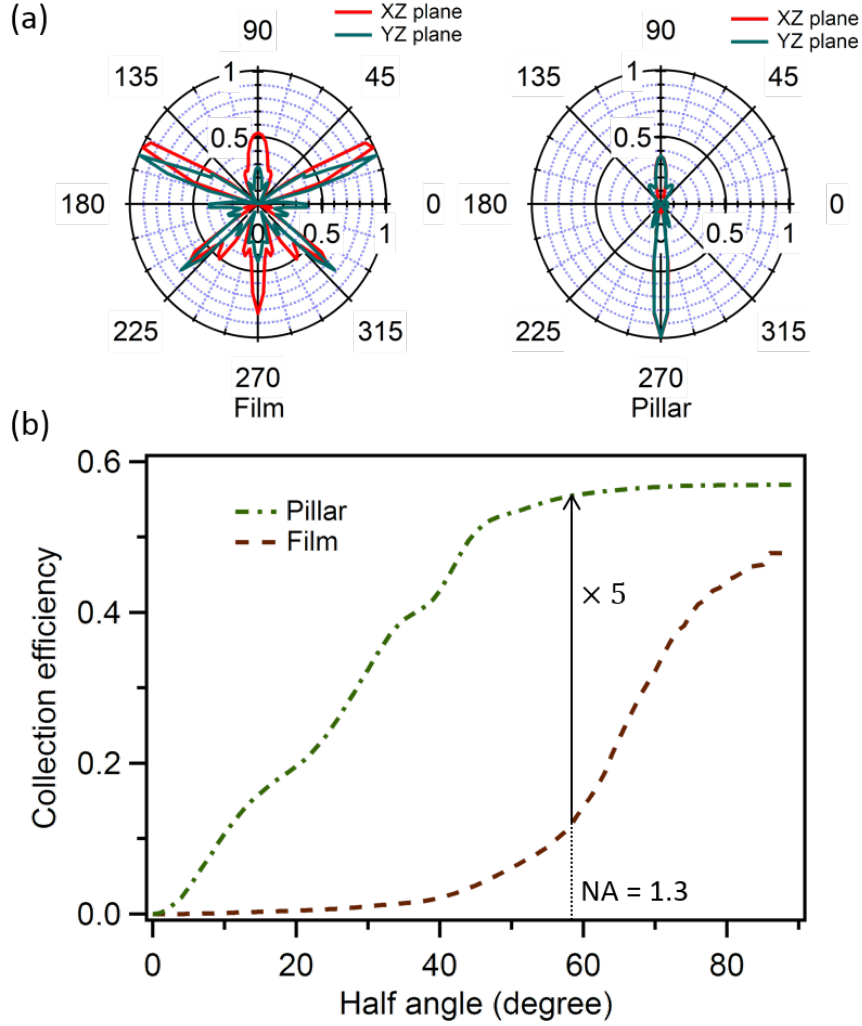 (a)
XZ plane
YZ plane
90
135
45
1
0.5
180
0
0
0.5
1
225
315
270
Film
XZ plane
YZ plane
90
135
45
1
0.5
180
0
0.5
1
225
315
270
Pillar
(b)
Collection efficiency
0.6
0.4
0.2
0.0
Pillar
Film
× 5
NA = 1.3
0
20
40
60
80
Half angle (degree)